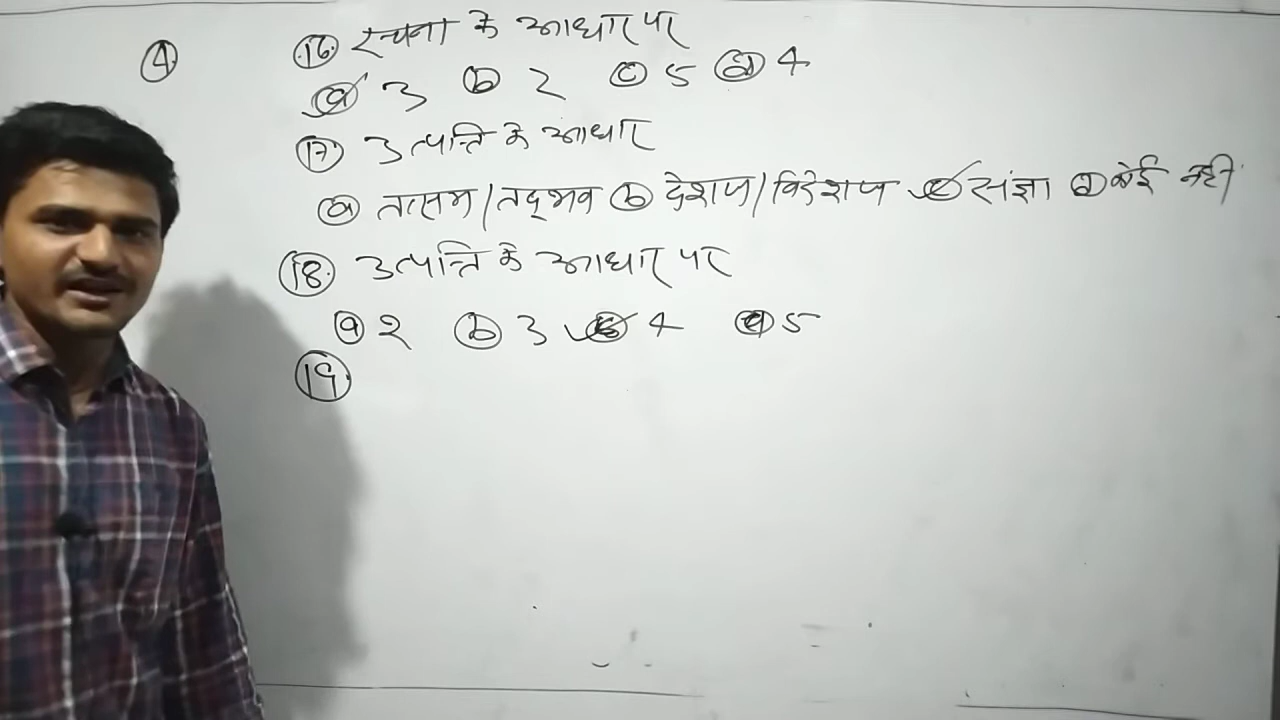 ④ ⑯ रचना के आधार पर
ⓐ 3 ⓑ 2 ⓒ 5 ⓓ 4
⑰ उत्पत्ति के आधार
ⓐ तत्सम/तद्भव ⓑ देशज/विदेशज ⓒ संज्ञा ⓓ कोई नहीं
⑱ उत्पत्ति के आधार पर
ⓐ 2 ⓑ 3 ⓒ 4 ⓓ 5
⑲